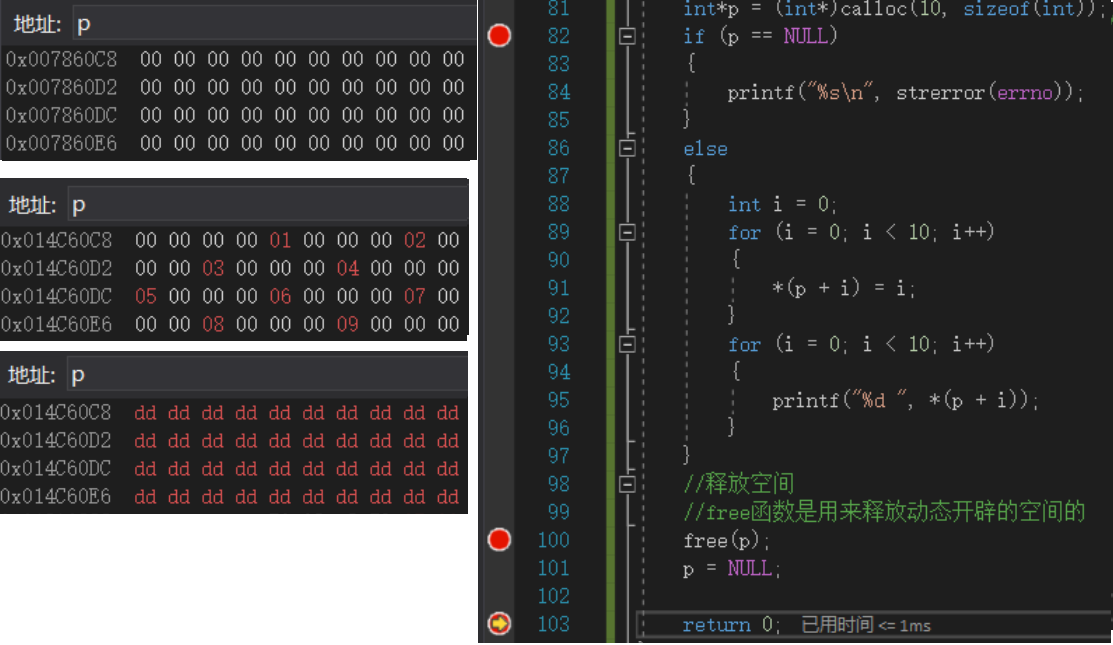 地址: p
0x007860C8 00 00 00 00 00 00 00 00 00 00
0x007860D2 00 00 00 00 00 00 00 00 00 00
0x007860DC 00 00 00 00 00 00 00 00 00 00
0x007860E6 00 00 00 00 00 00 00 00 00 00
地址: p
0x014C60C8 00 00 00 00 01 00 00 00 02 00
0x014C60D2 00 00 03 00 00 00 04 00 00 00
0x014C60DC 05 00 00 00 06 00 00 00 07 00
0x014C60E6 00 00 08 00 00 00 09 00 00 00
地址: p
0x014C60C8 dd dd dd dd dd dd dd dd dd dd
0x014C60D2 dd dd dd dd dd dd dd dd dd dd
0x014C60DC dd dd dd dd dd dd dd dd dd dd
0x014C60E6 dd dd dd dd dd dd dd dd dd dd
81 int*p = (int*)calloc(10, sizeof(int));
82 if (p == NULL)
83 {
84 printf("%s\n", strerror(errno));
85 }
86 else
87 {
88 int i = 0;
89 for (i = 0; i < 10; i++)
90 {
91 *(p + i) = i;
92 }
93 for (i = 0; i < 10; i++)
94 {
95 printf("%d ", *(p + i));
96 }
97 }
98 //释放空间
99 //free函数是用来释放动态开辟的空间的
100 free(p);
101 p = NULL;
102
103 return 0; 已用时间 <= 1ms